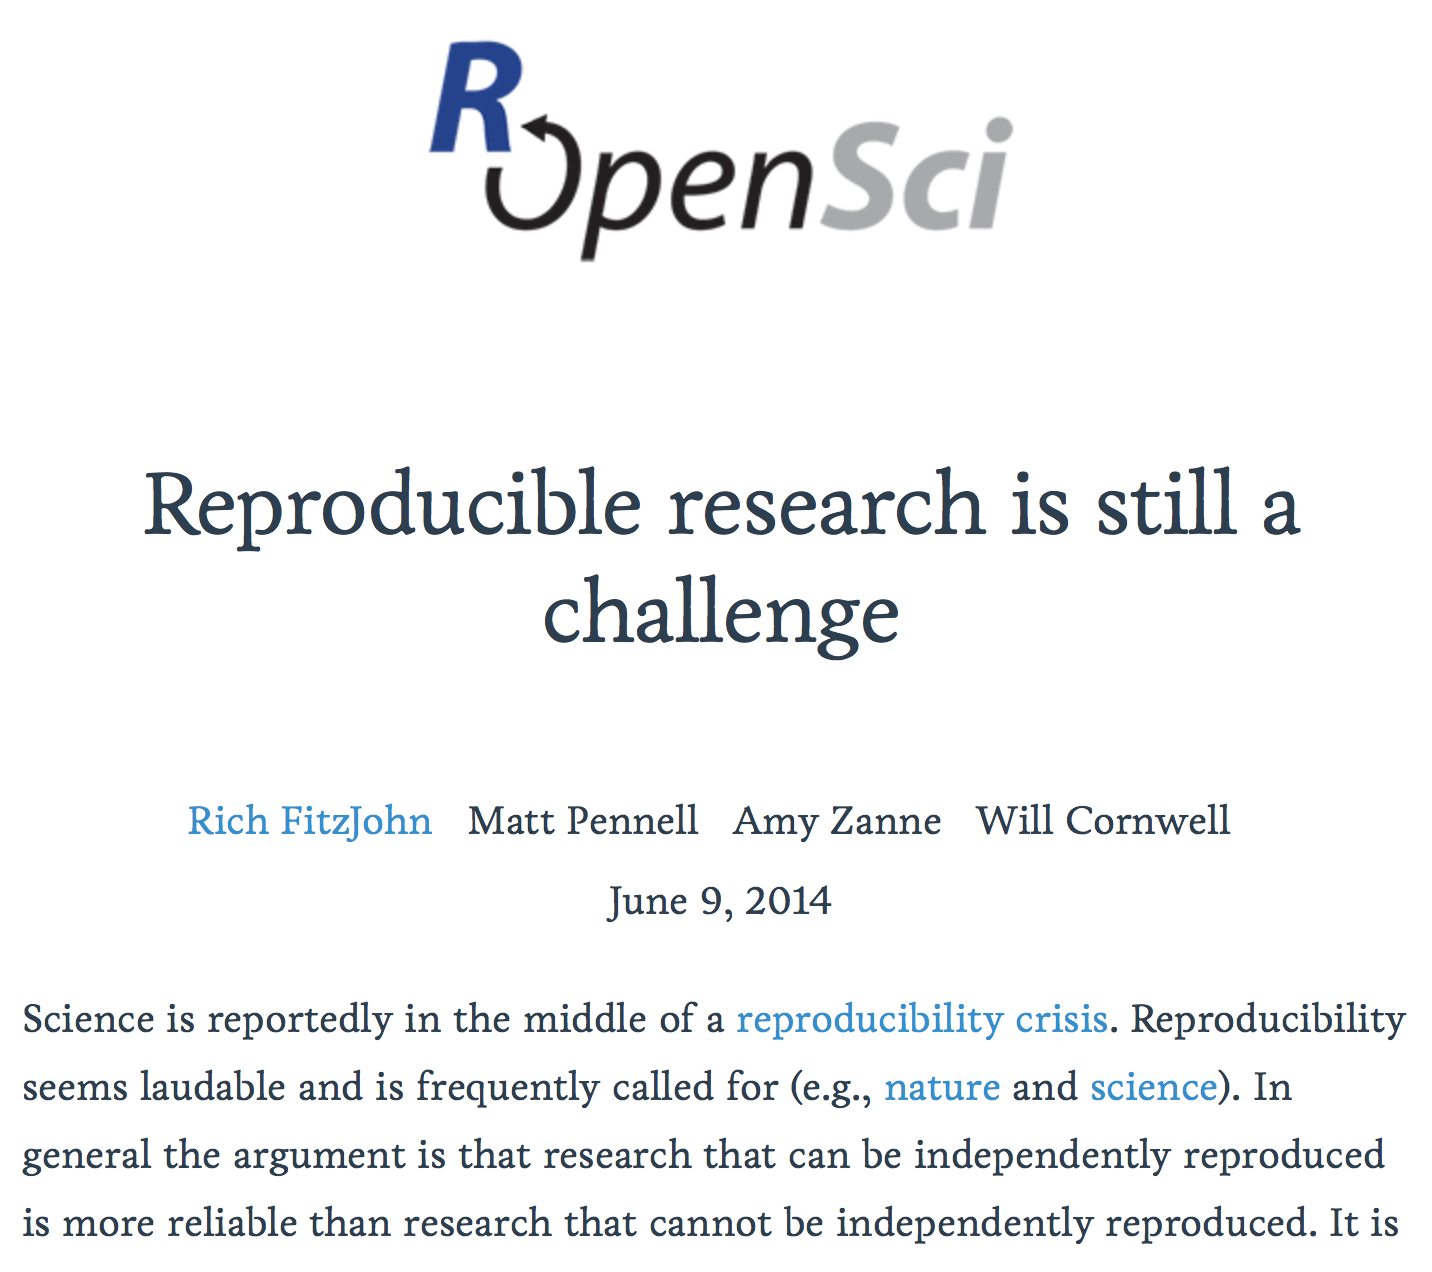 ROpenSci
Reproducible research is still a
challenge
Rich FitzJohn Matt Pennell Amy Zanne Will Cornwell
June 9, 2014
Science is reportedly in the middle of a reproducibility crisis. Reproducibility
seems laudable and is frequently called for (e.g., nature and science). In
general the argument is that research that can be independently reproduced
is more reliable than research that cannot be independently reproduced. It is